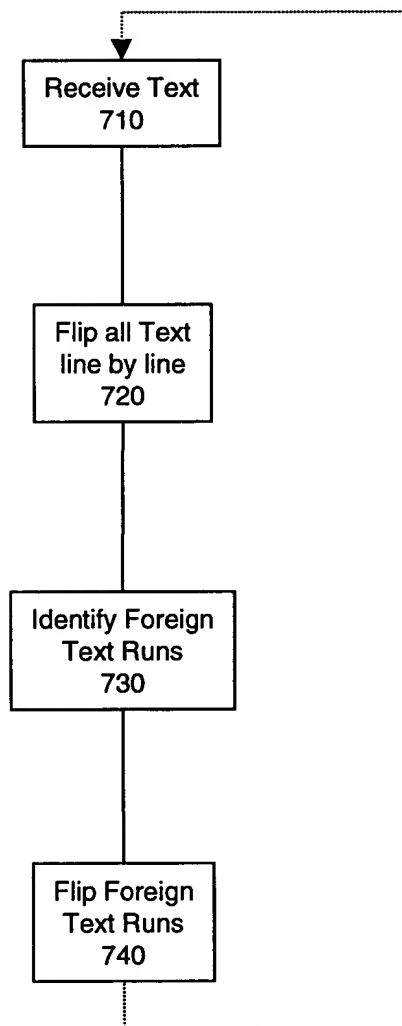 Receive Text
710
Flip all Text
line by line
720
Identify Foreign
Text Runs
730
Flip Foreign
Text Runs
740